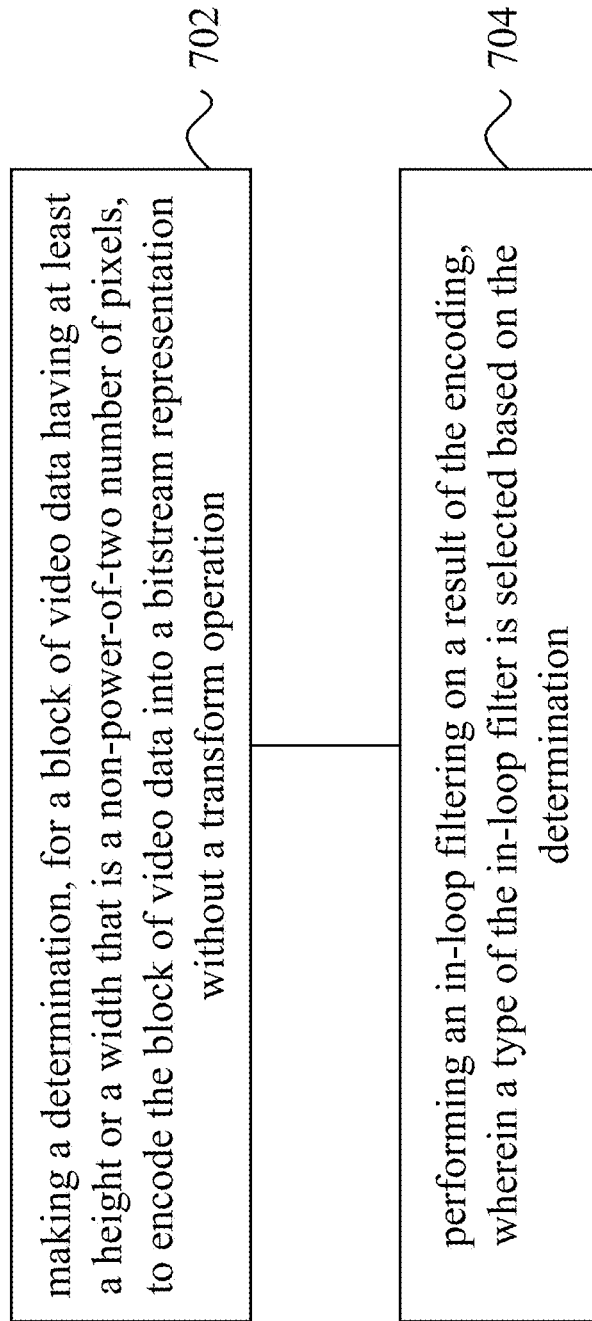 making a determination, for a block of video data having at least
a height or a width that is a non-power-of-two number of pixels,
to encode the block of video data into a bitstream representation
without a transform operation
702
performing an in-loop filtering on a result of the encoding,
wherein a type of the in-loop filter is selected based on the
determination
704